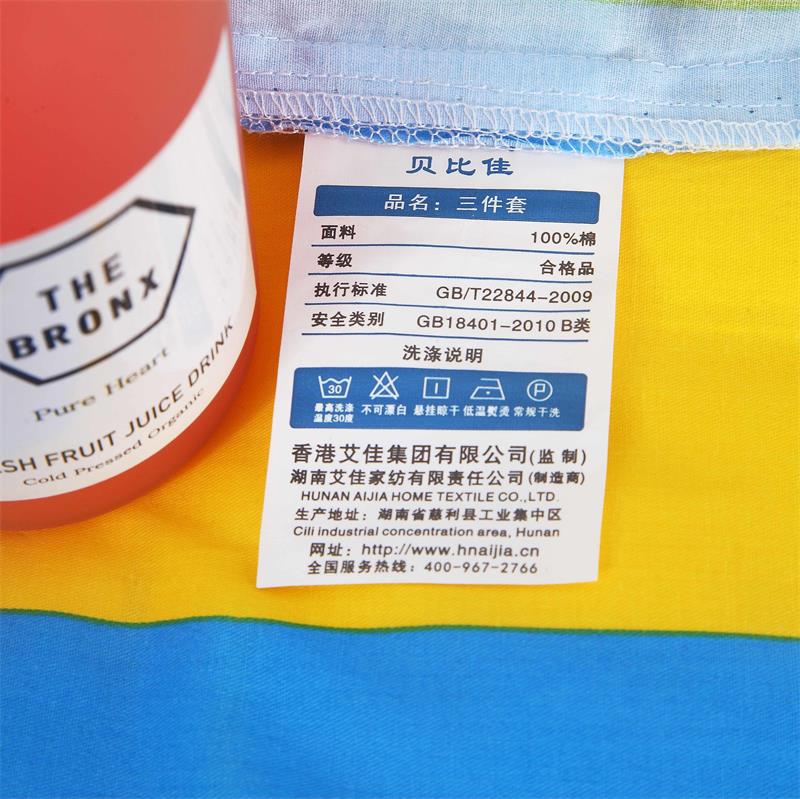 THE
BRONX
Pure Heart
SH FRUIT JUICE DRINK
Cold Pressed Organic
贝比佳
品名：三件套
面料 100%棉
等级 合格品
执行标准 GB/T22844-2009
安全类别 GB18401-2010 B类
洗涤说明
30 P
最高洗涤温度30度 不可漂白 悬挂晾干 低温熨烫 常规干洗
香港艾佳集团有限公司(监制)
湖南艾佳家纺有限责任公司(制造商)
HUNAN AIJIA HOME TEXTILE CO.,LTD.
生产地址：湖南省慈利县工业集中区
Cili industrial concentration area, Hunan
网址：http://www.hnaijia.cn
全国服务热线：400-967-2766